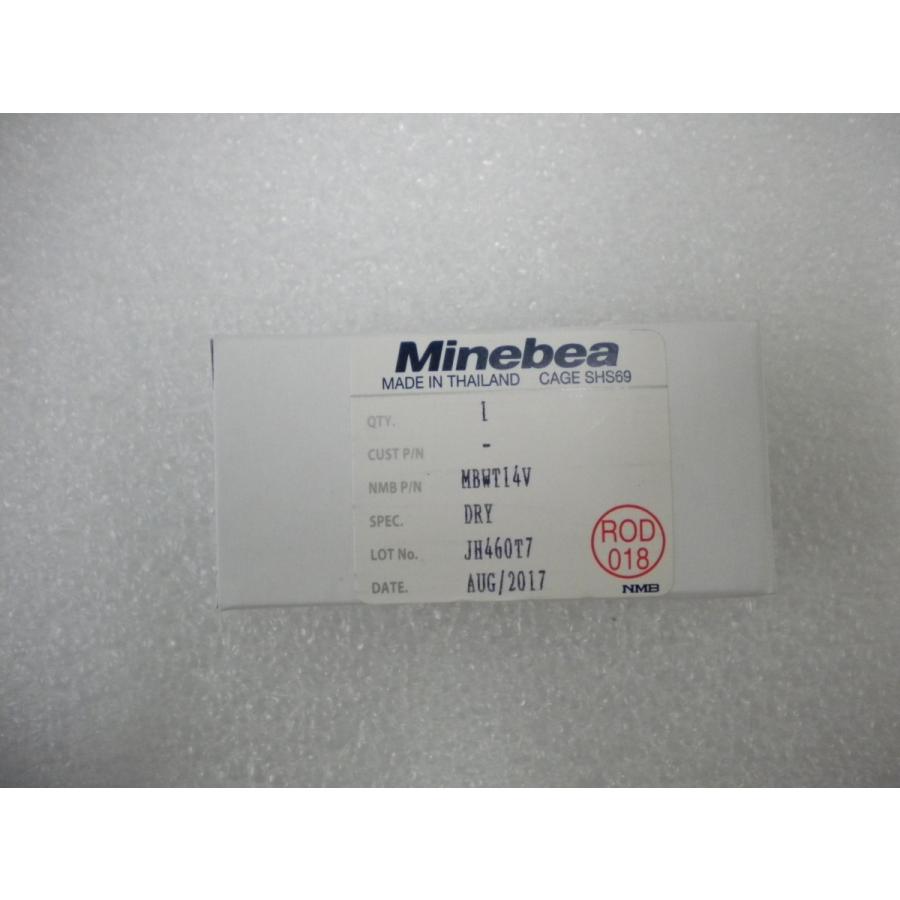 Minebea
MADE IN THAILAND CAGE SHS69
QTY. 1
CUST P/N -
NMB P/N MBWT14V
SPEC. DRY
LOT No. JH460T7
DATE. AUG/2017
ROD
018
NMB